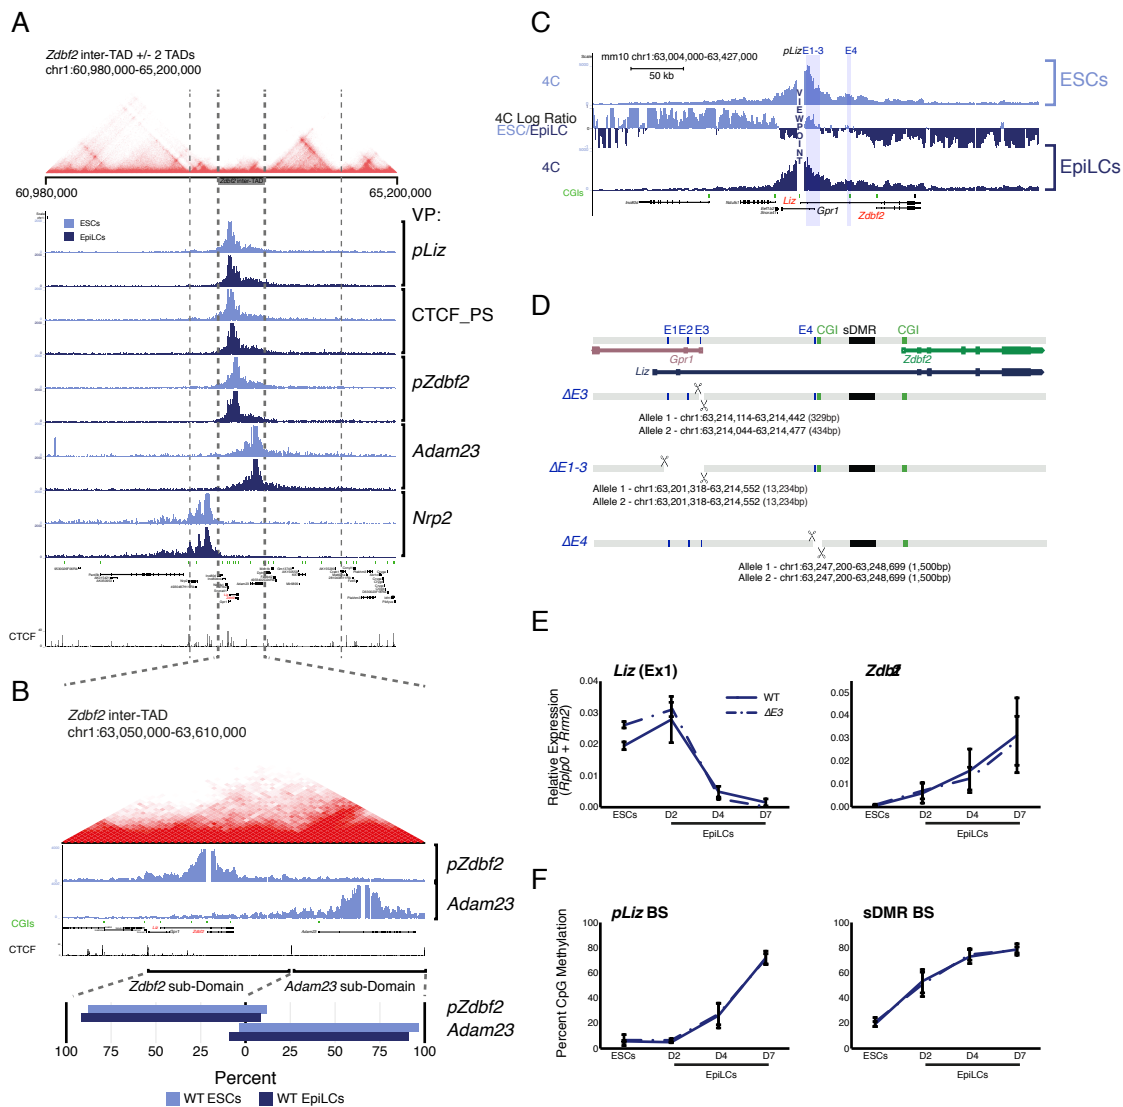 A
Zdbf2 inter-TAD +/- 2 TADs
chr1:60,980,000-65,200,000
Zdbf2 inter-TAD
60,980,000
65,200,000
VP:
ESCs
EpiLCs
pLiz
CTCF_PS
pZdbf2
Adam23
Nrp2
CTCF
B
Zdbf2 inter-TAD
chr1:63,050,000-63,610,000
pZdbf2
Adam23
CGIs
CTCF
Zdbf2 sub-Domain
Adam23 sub-Domain
pZdbf2
Adam23
100 75 50 25 0 25 50 75 100
Percent
WT ESCs
WT EpiLCs
C
mm10 chr1:63,004,000-63,427,000
50 kb
pLiz E1-3 E4
4C
ESCs
4C Log Ratio
ESC/EpiLC
VIEWPOINT
4C
EpiLCs
CGIs
Liz
Gpr1
Zdbf2
D
E1 E2 E3 E4 CGI sDMR CGI
Gpr1
Zdbf2
Liz
ΔE3
Allele 1 - chr1:63,214,114-63,214,442 (329bp)
Allele 2 - chr1:63,214,044-63,214,477 (434bp)
ΔE1-3
Allele 1 - chr1:63,201,318-63,214,552 (13,234bp)
Allele 2 - chr1:63,201,318-63,214,552 (13,234bp)
ΔE4
Allele 1 - chr1:63,247,200-63,248,699 (1,500bp)
Allele 2 - chr1:63,247,200-63,248,699 (1,500bp)
E
Liz (Ex1)
Zdbf2
WT
ΔE3
Relative Expression
(Rplp0 + Rrm2)
0.04
0.03
0.02
0.01
0.00
ESCs D2 D4 D7
EpiLCs
0.05
0.04
0.03
0.02
0.01
0.00
ESCs D2 D4 D7
EpiLCs
F
pLiz BS
sDMR BS
Percent CpG Methylation
100
80
60
40
20
0
ESCs D2 D4 D7
EpiLCs
100
80
60
40
20
0
ESCs D2 D4 D7
EpiLCs